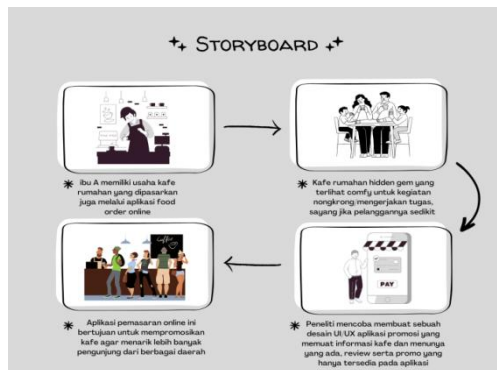 STORYBOARD
ibu A memiliki usaha kafe
rumahan yang dipasarkan
juga melalui aplikasi food
order online
Kafe rumahan hidden gem yang
terlihat comfy untuk kegiatan
nongkrong/mengerjakan tugas,
sayang jika pelanggannya sedikit
PAY
Peneliti mencoba membuat sebuah
desain UI/UX aplikasi promosi yang
memuat informasi kafe dan menunya
yang ada, review serta promo yang
hanya tersedia pada aplikasi
Coffee
Aplikasi pemasaran online ini
bertujuan untuk mempromosikan
kafe agar menarik lebih banyak
pengunjung dari berbagai daerah